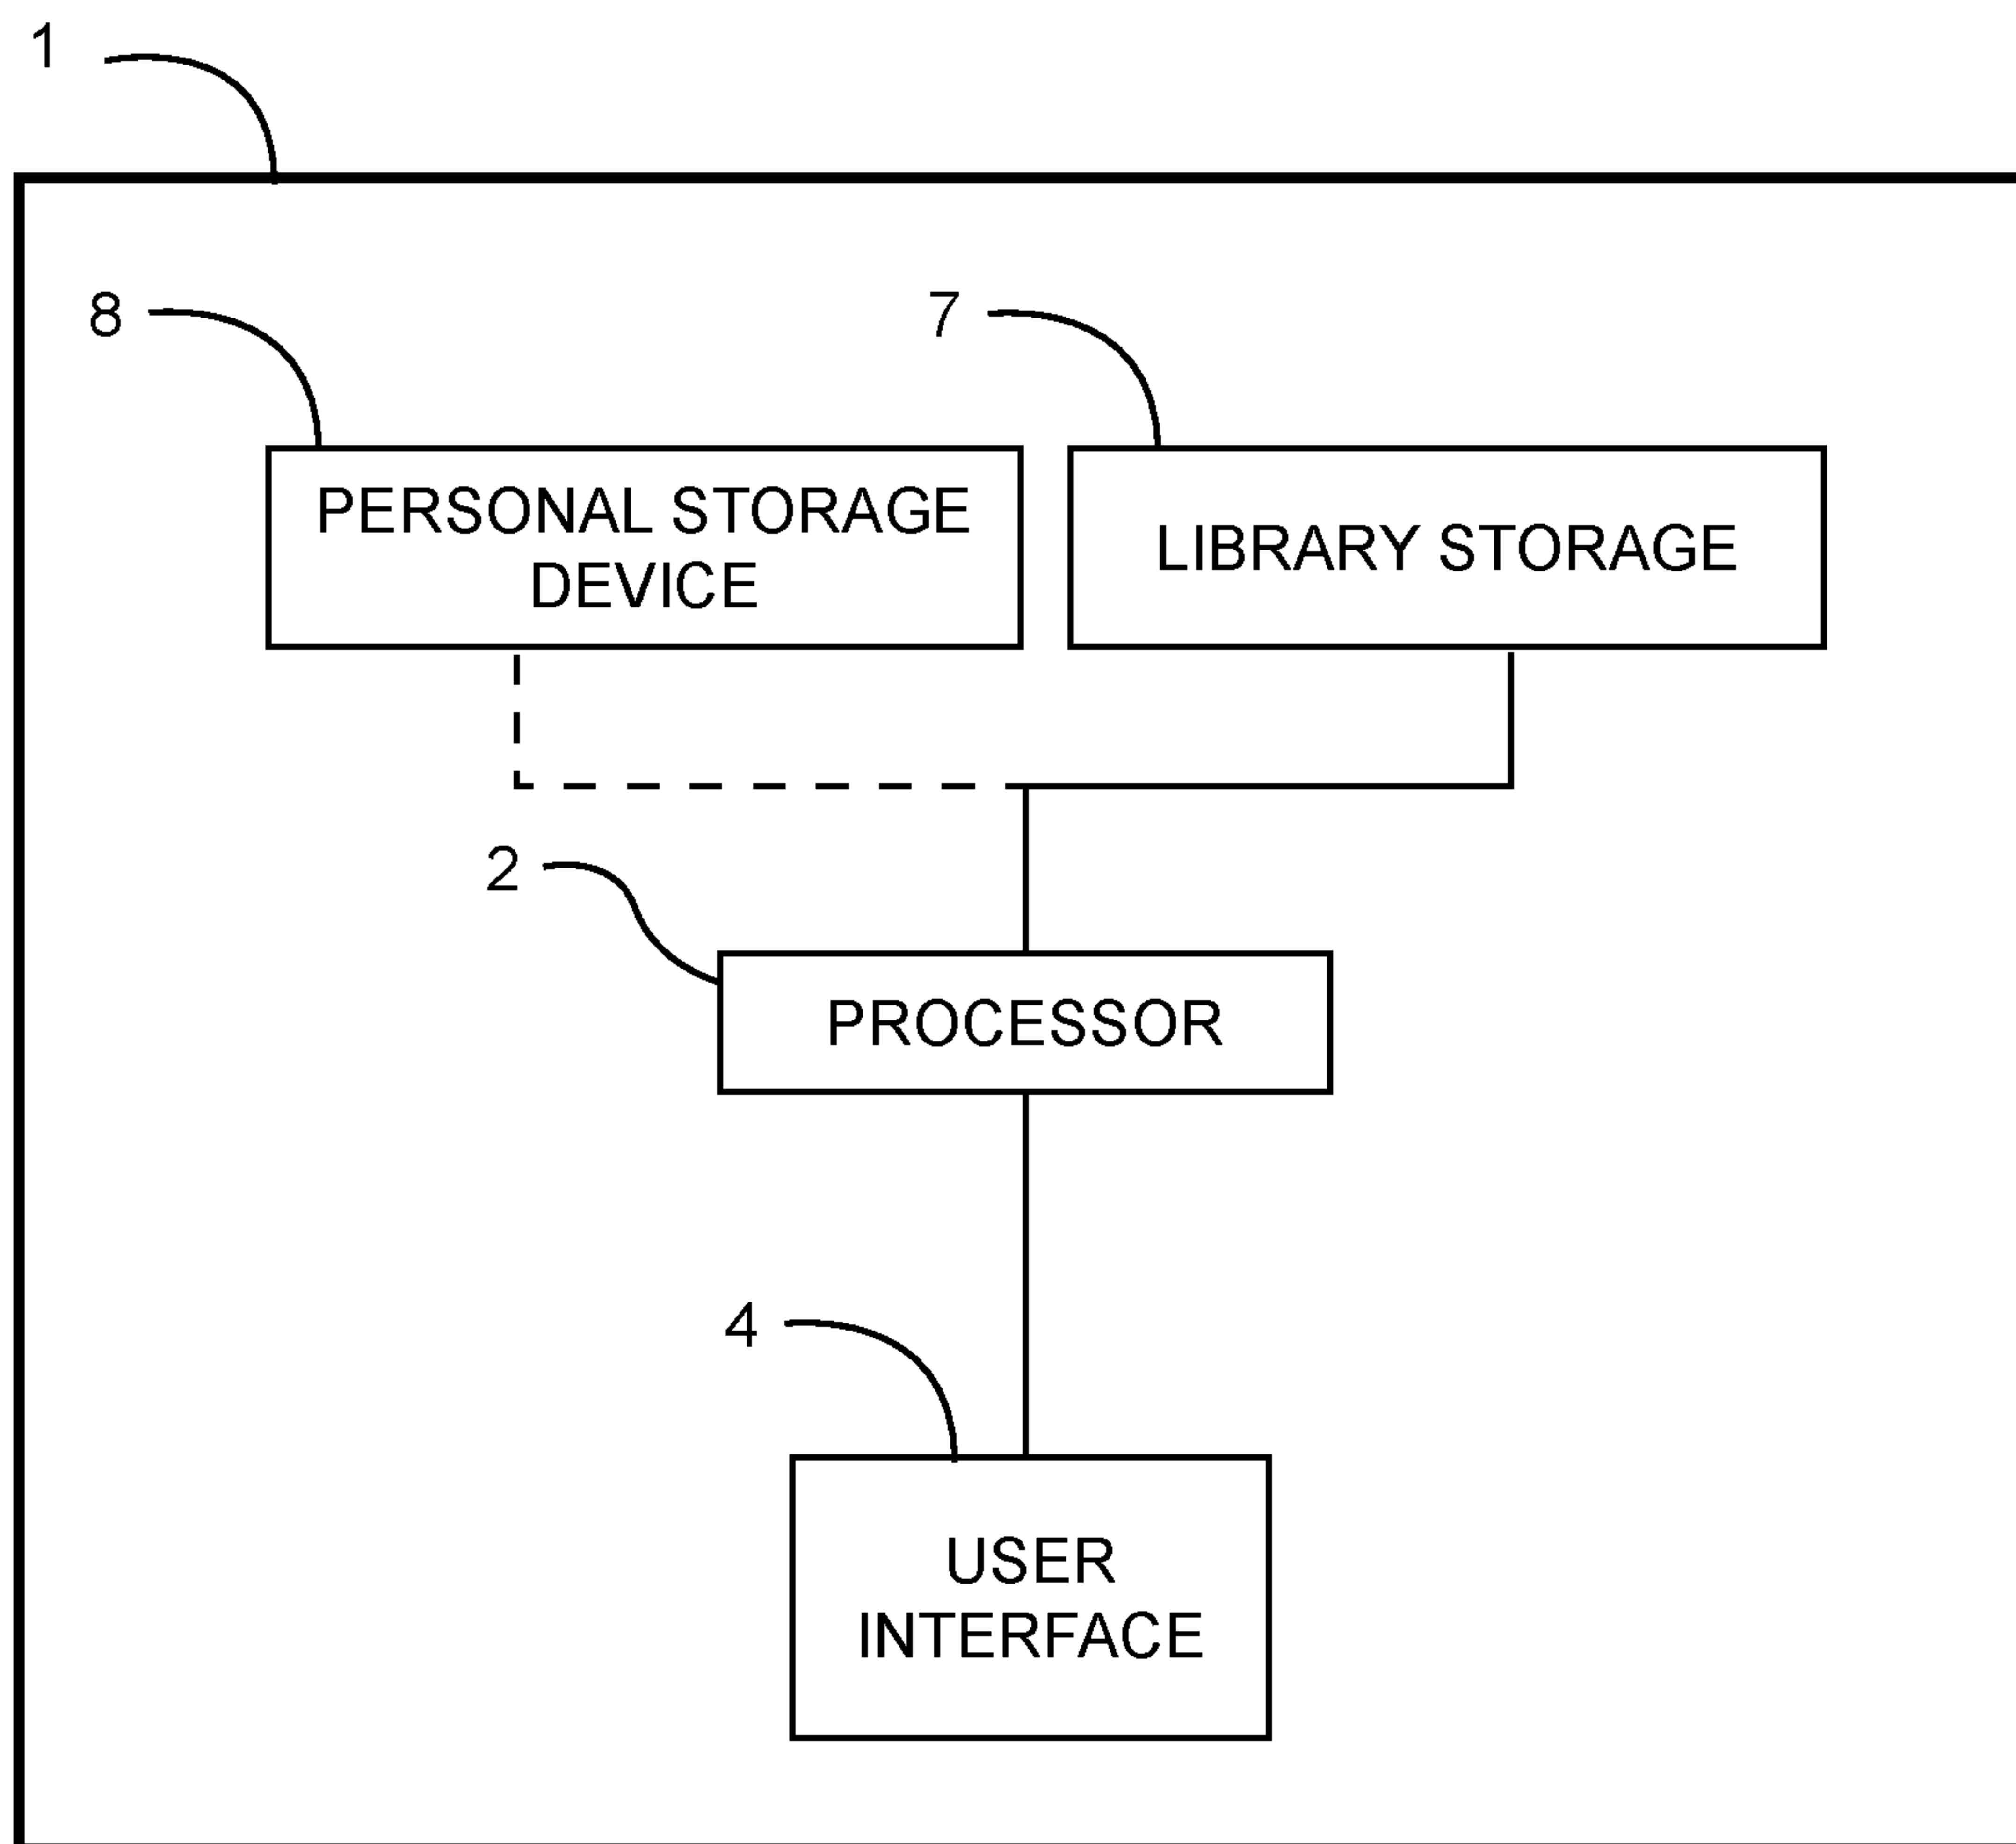 1
8
7
PERSONAL STORAGE
DEVICE
LIBRARY STORAGE
2
PROCESSOR
4
USER
INTERFACE